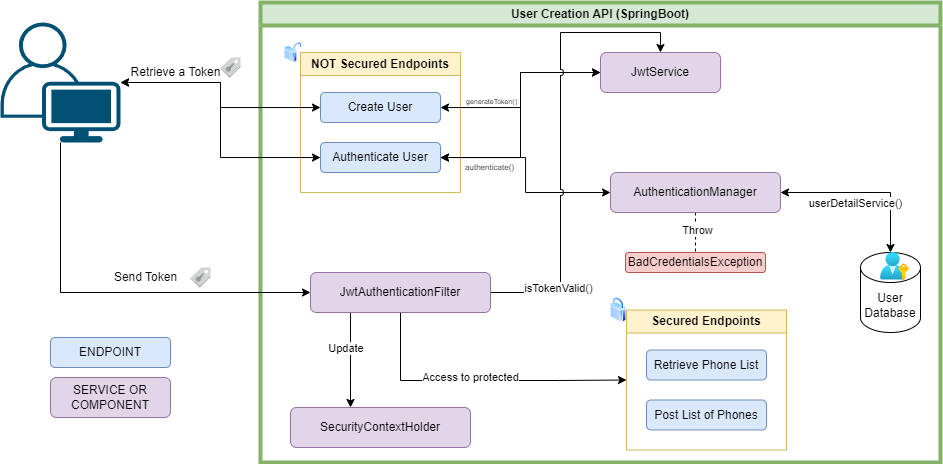 User Creation API (SpringBoot)
NOT Secured Endpoints
Retrieve a Token
JwtService
Create User
generateToken()
Authenticate User
authenticate()
AuthenticationManager
userDetailService()
Throw
BadCredentialsException
Send Token
JwtAuthenticationFilter
isTokenValid()
User
Database
Secured Endpoints
Update
ENDPOINT
Retrieve Phone List
Access to protected
SERVICE OR
COMPONENT
Post List of Phones
SecurityContextHolder